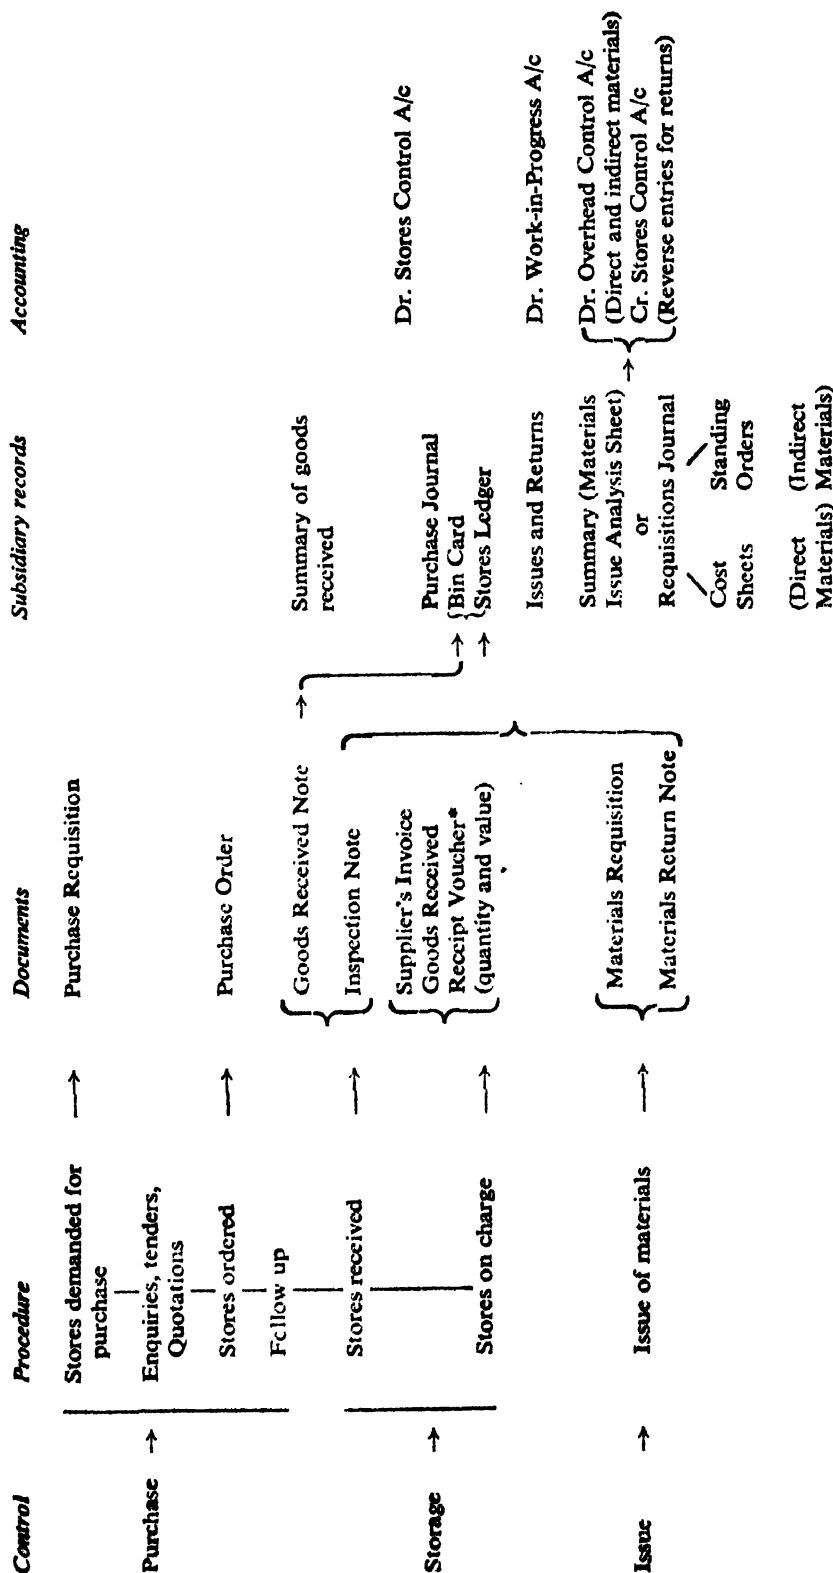 Control
Procedure
Documents
Subsidiary records
Accounting
Purchase →
Stores demanded for
purchase
→
Purchase Requisition
Enquiries, tenders,
Quotations
Stores ordered
→
Purchase Order
Follow up
Goods Received Note
→
Summary of goods
received
Storage →
Stores received
→
Inspection Note
Supplier's Invoice
Goods Received
Receipt Voucher*
(quantity and value)
Dr. Stores Control A/c
Purchase Journal
→ {Bin Card
→ {Stores Ledger
Stores on charge
→
Issues and Returns
Dr. Work-in-Progress A/c
Issue →
Issue of materials
→
Materials Requisition
Materials Return Note
Summary (Materials
Issue Analysis Sheet)
or
Requisitions Journal
→
Dr. Overhead Control A/c
(Direct and indirect materials)
Cr. Stores Control A/c
(Reverse entries for returns)
Cost
Sheets
Standing
Orders
(Direct
Materials)
(Indirect
Materials)